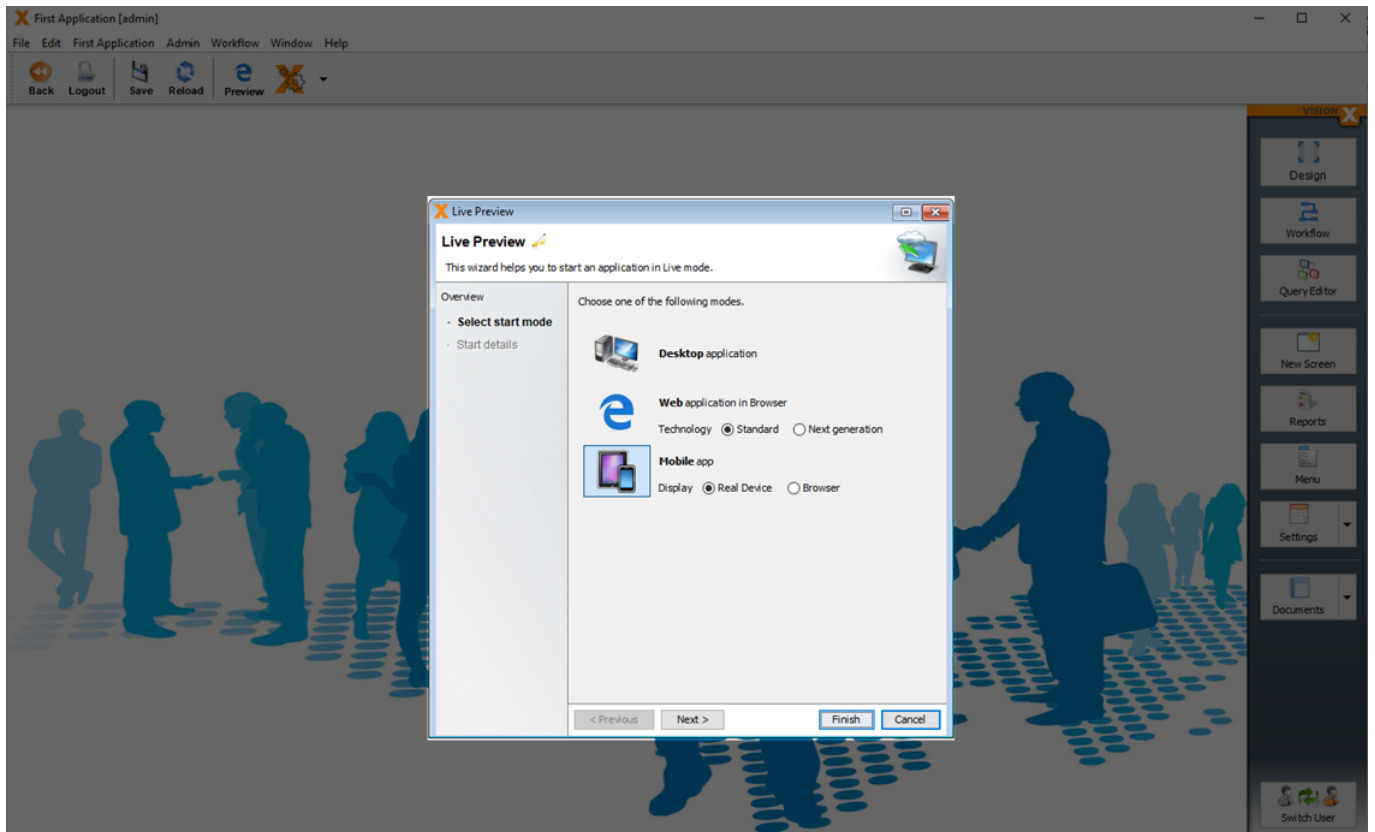 First Application [admin]
File Edit First Application Admin Workflow Window Help
Back Logout Save Reload Preview
VISION X
Design
Workflow
Query Editor
New Screen
Reports
Menu
Settings
Documents
Switch User
Live Preview
Live Preview
This wizard helps you to start an application in Live mode.
Overview
· Select start mode
· Start details
Choose one of the following modes.
Desktop application
Web application in Browser
Technology Standard Next generation
Mobile app
Display Real Device Browser
< Previous Next > Finish Cancel